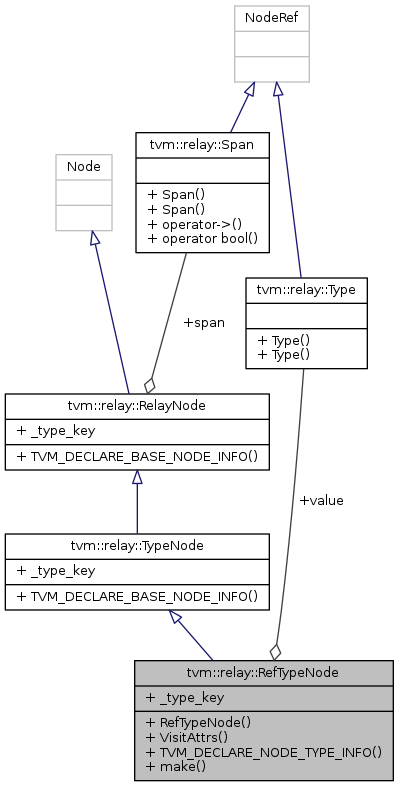 NodeRef
tvm::relay::Span
+ Span()
+ Span()
+ operator->()
+ operator bool()
Node
tvm::relay::Type
+ Type()
+ Type()
+span
tvm::relay::RelayNode
+ _type_key
+ TVM_DECLARE_BASE_NODE_INFO()
+value
tvm::relay::TypeNode
+ _type_key
+ TVM_DECLARE_BASE_NODE_INFO()
tvm::relay::RefTypeNode
+ _type_key
+ RefTypeNode()
+ VisitAttrs()
+ TVM_DECLARE_NODE_TYPE_INFO()
+ make()